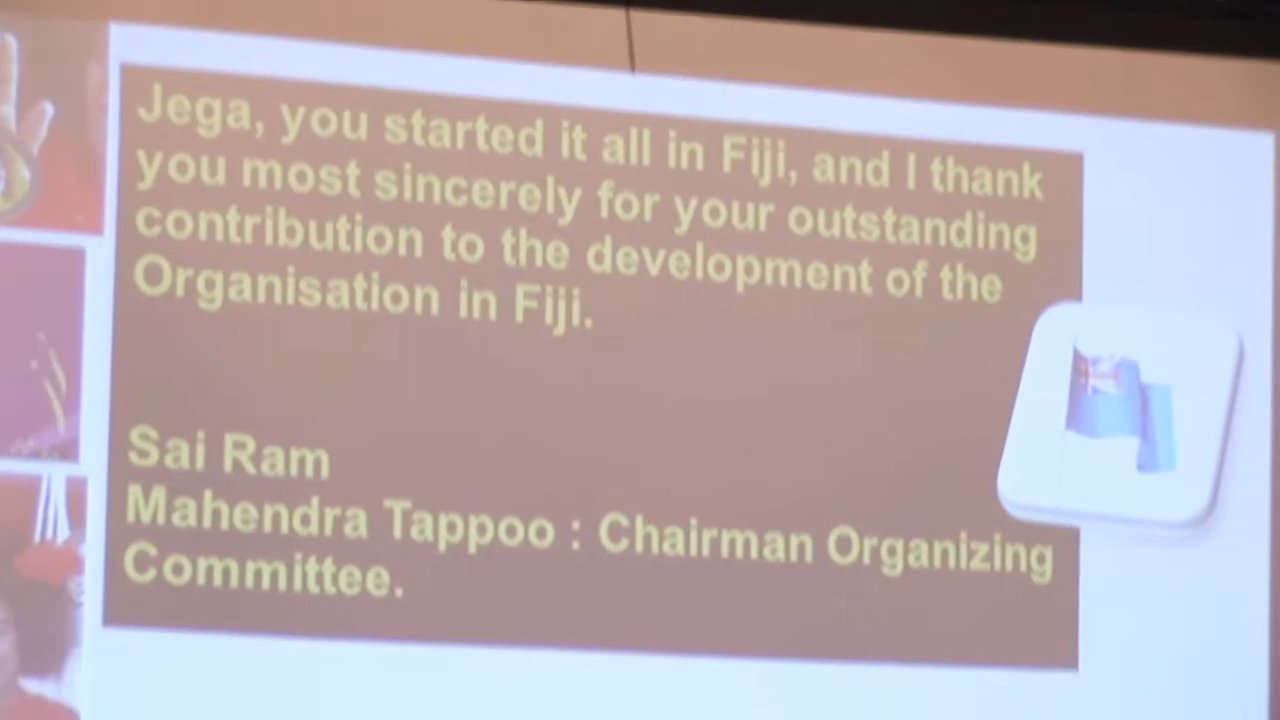 Jega, you started it all in Fiji, and I thank
you most sincerely for your outstanding
contribution to the development of the
Organisation in Fiji.
Sai Ram
Mahendra Tappoo : Chairman Organizing
Committee.